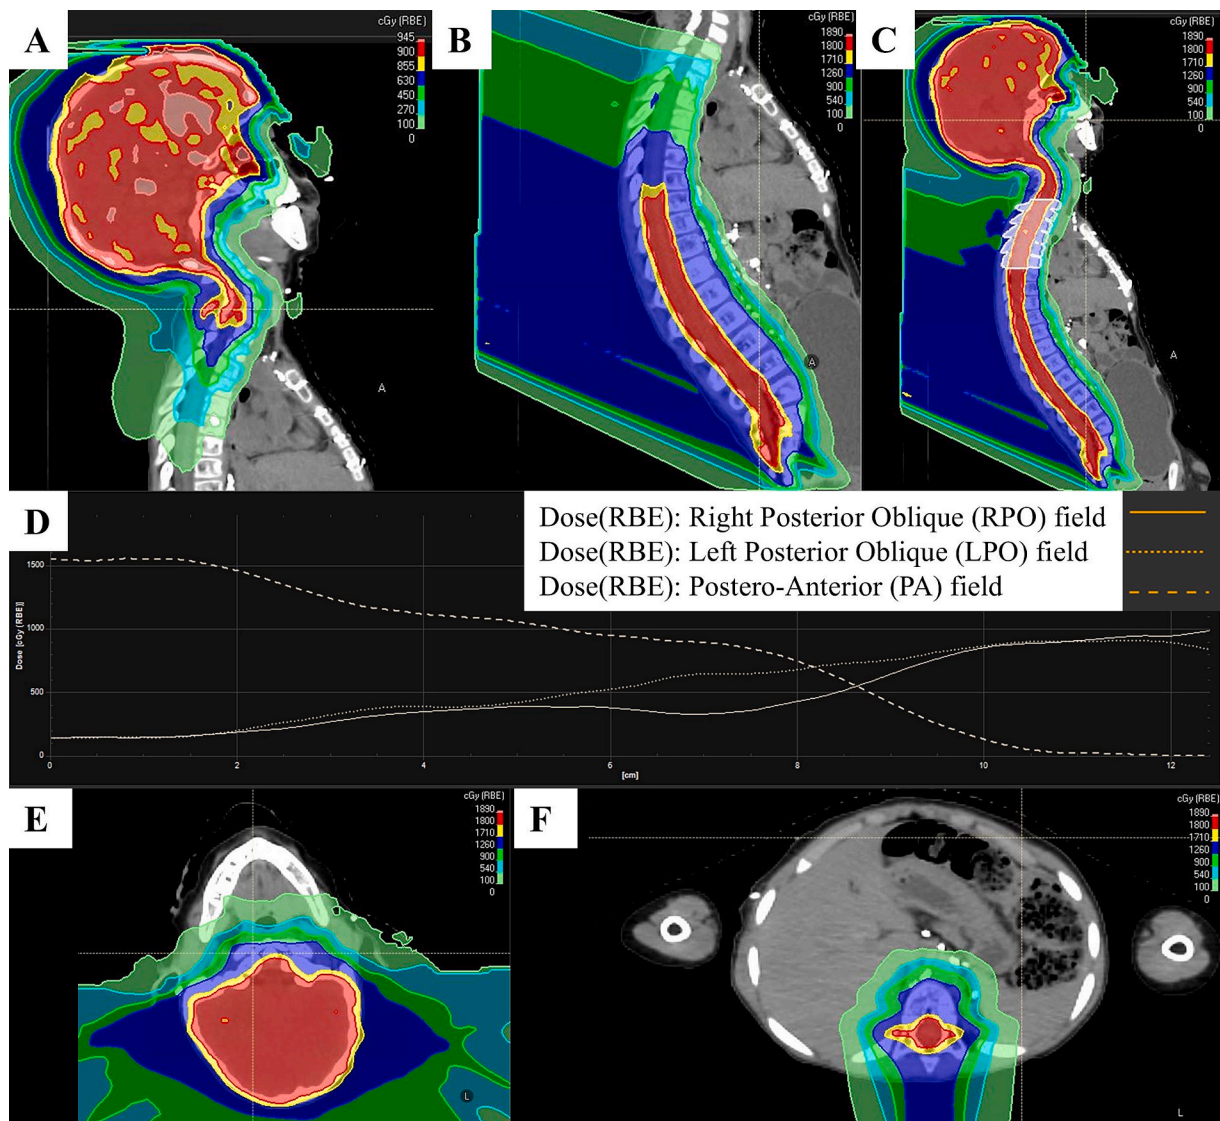 A
cGy (RBE)
945
900
855
630
450
270
100
0
A
B
cGy (RBE)
1890
1800
1710
1260
900
540
100
0
A
C
cGy (RBE)
1890
1800
1710
1260
900
540
100
0
A
D
Dose(RBE): Right Posterior Oblique (RPO) field
Dose(RBE): Left Posterior Oblique (LPO) field
Dose(RBE): Postero-Anterior (PA) field
Dose [cGy (RBE)]
1500
1000
500
0
0 2 4 6 8 10 12
[cm]
E
cGy (RBE)
1890
1800
1710
1260
900
540
100
0
L
F
cGy (RBE)
1890
1800
1710
1260
900
540
100
0
L